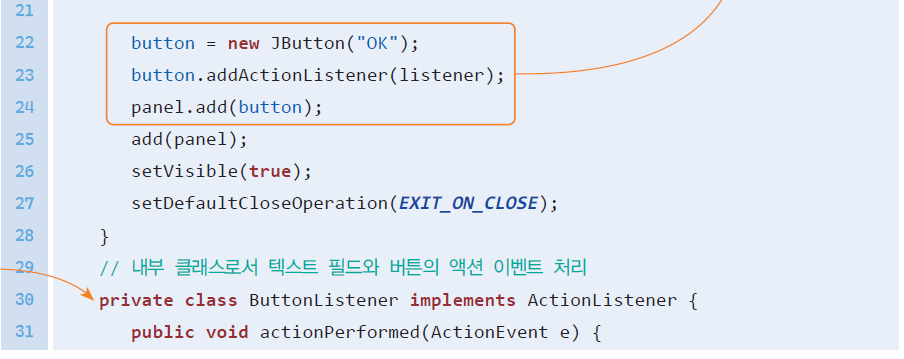 21
22 button = new JButton("OK");
23 button.addActionListener(listener);
24 panel.add(button);
25 add(panel);
26 setVisible(true);
27 setDefaultCloseOperation(EXIT_ON_CLOSE);
28 }
29 // 내부 클래스로서 텍스트 필드와 버튼의 액션 이벤트 처리
30 private class ButtonListener implements ActionListener {
31 public void actionPerformed(ActionEvent e) {